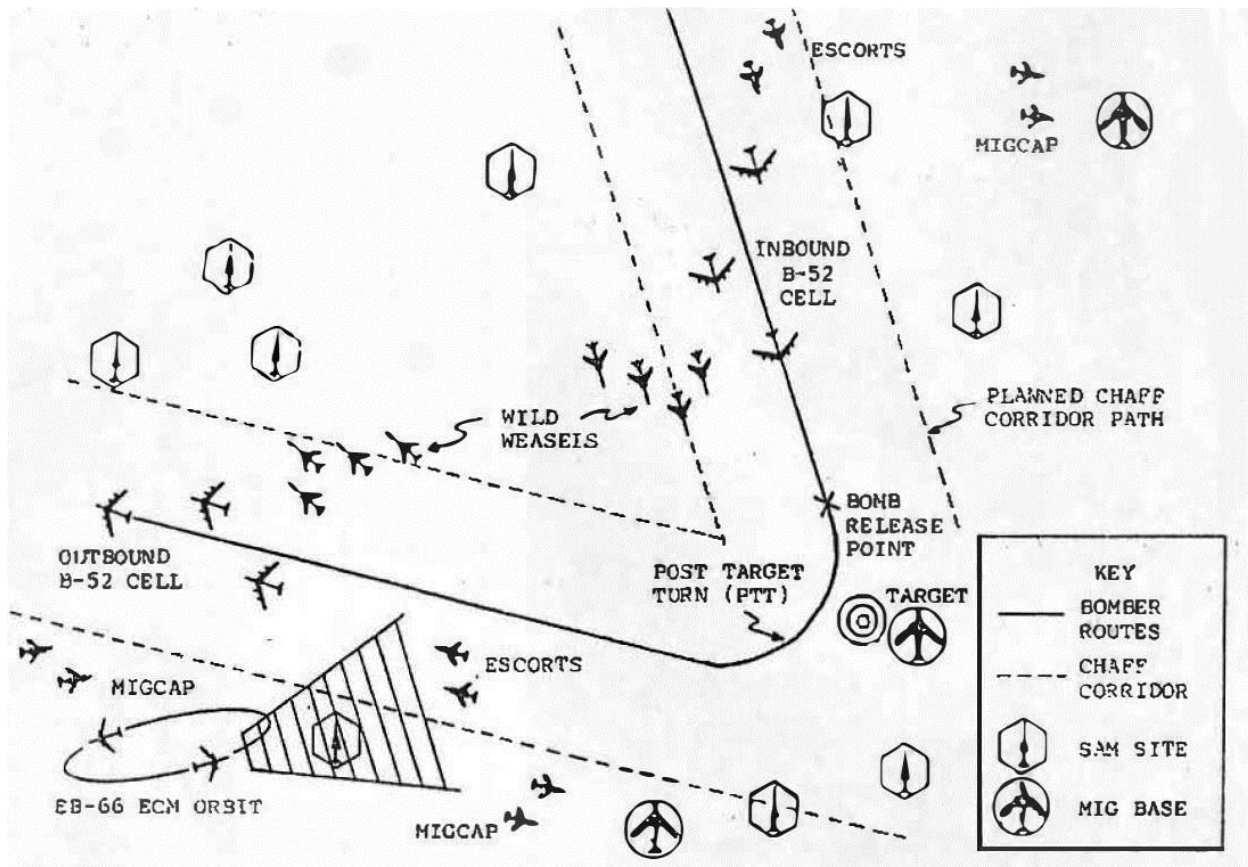 ESCORTS
MIGCAP
INBOUND
B-52
CELL
PLANNED CHAFF
CORRIDOR PATH
WILD
WEASELS
BOMB
RELEASE
POINT
OUTBOUND
B-52 CELL
POST TARGET
TURN (PTT)
TARGET
ESCORTS
MIGCAP
EB-66 ECM ORBIT
MIGCAP
KEY
BOMBER
ROUTES
CHAFF
CORRIDOR
SAM SITE
MIG BASE